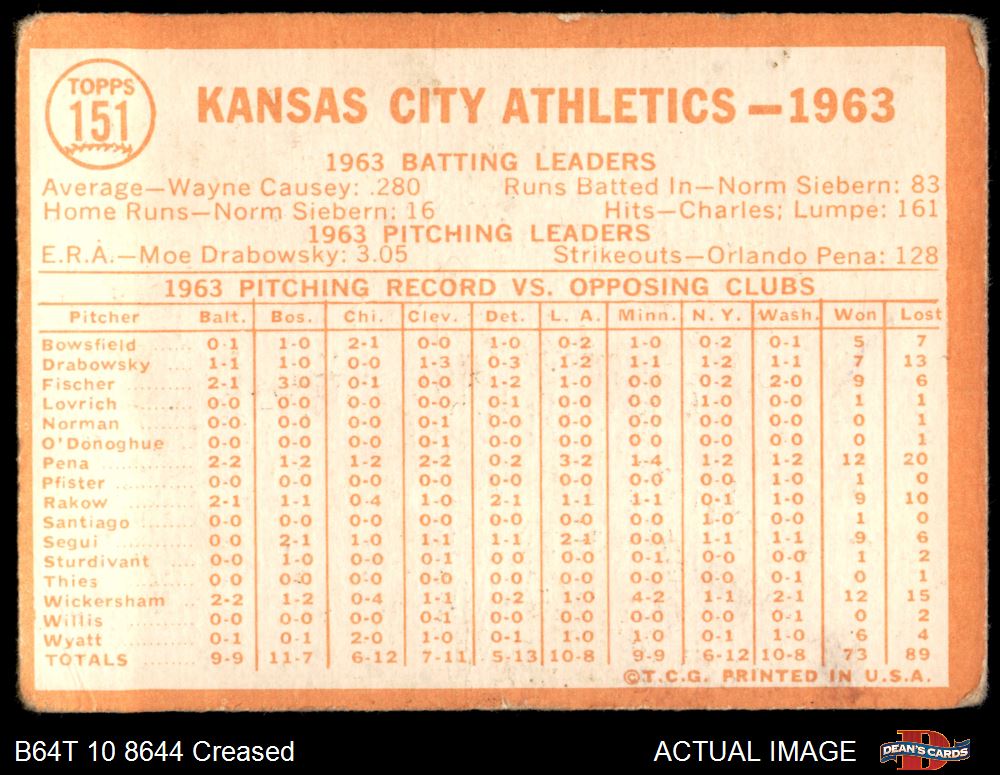 TOPPS
151
KANSAS CITY ATHLETICS—1963
1963 BATTING LEADERS
Average—Wayne Causey: .280 Runs Batted In—Norm Siebern: 83
Home Runs—Norm Siebern: 16 Hits—Charles; Lumpe: 161
1963 PITCHING LEADERS
E.R.A.—Moe Drabowsky: 3.05 Strikeouts—Orlando Pena: 128
1963 PITCHING RECORD VS. OPPOSING CLUBS
Pitcher Balt. Bos. Chi. Clev. Det. L. A. Minn. N. Y. Wash. Won Lost
Bowsfield 0-1 1-0 2-1 0-0 1-0 0-2 1-0 0-2 0-1 5 7
Drabowsky 1-1 1-0 0-0 1-3 0-3 1-2 1-1 1-2 1-1 7 13
Fischer 2-1 3-0 0-1 0-0 1-2 1-0 0-0 0-2 2-0 9 6
Lovrich 0-0 0-0 0-0 0-0 0-1 0-0 0-0 1-0 0-0 1 1
Norman 0-0 0-0 0-0 0-1 0-0 0-0 0-0 0-0 0-0 0 1
O'Donoghue 0-0 0-0 0-0 0-1 0-0 0-0 0-0 0-0 0-0 0 1
Pena 2-2 1-2 1-2 2-2 0-2 3-2 1-4 1-2 1-2 12 20
Pfister 0-0 0-0 0-0 0-0 0-0 0-0 0-0 0-0 1-0 1 0
Rakow 2-1 1-1 0-4 1-0 2-1 1-1 1-1 0-1 1-0 9 10
Santiago 0-0 0-0 0-0 0-0 0-0 0-0 0-0 1-0 0-0 1 0
Segui 0-0 2-1 1-0 1-1 1-1 2-1 0-0 1-1 1-1 9 6
Sturdivant 0-0 1-0 0-0 0-1 0-0 0-0 0-1 0-0 0-0 1 2
Thies 0-0 0-0 0-0 0-0 0-0 0-0 0-0 0-0 0-1 0 1
Wickersham 2-2 1-2 0-4 1-1 0-2 1-0 4-2 1-1 2-1 12 15
Willis 0-0 0-0 0-0 0-1 0-0 0-0 0-0 0-0 0-0 0 2
Wyatt 0-1 0-1 2-0 1-0 0-1 1-0 1-0 0-1 1-0 6 4
TOTALS 9-9 11-7 6-12 7-11 5-13 10-8 9-9 6-12 10-8 73 89
©T.C.G. PRINTED IN U.S.A.
B64T 10 8644 Creased ACTUAL IMAGE DEAN'S CARDS